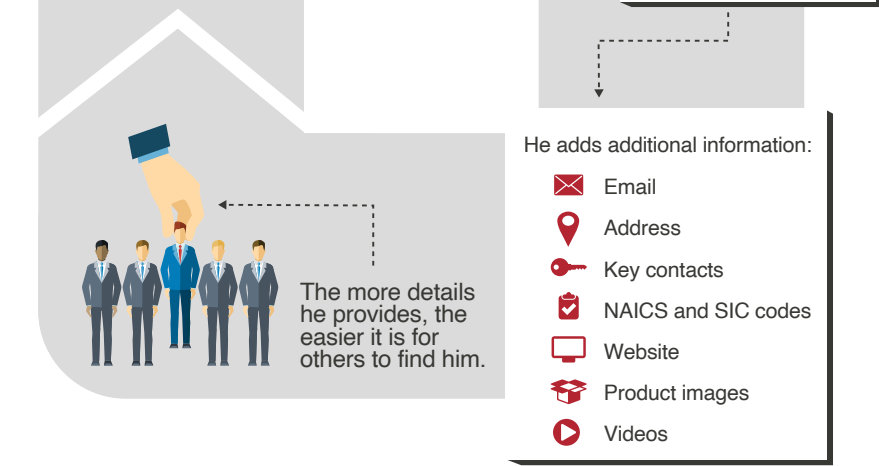 He adds additional information:
Email
Address
Key contacts
NAICS and SIC codes
Website
Product images
Videos
The more details
he provides, the
easier it is for
others to find him.